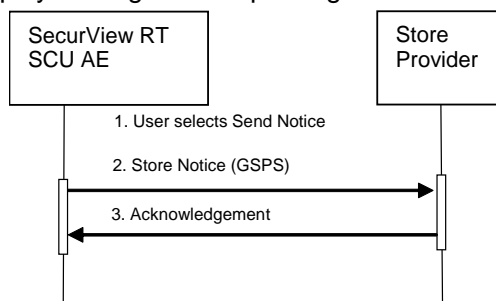 SecurView RT
SCU AE
Store
Provider
1. User selects Send Notice
2. Store Notice (GSPS)
3. Acknowledgement